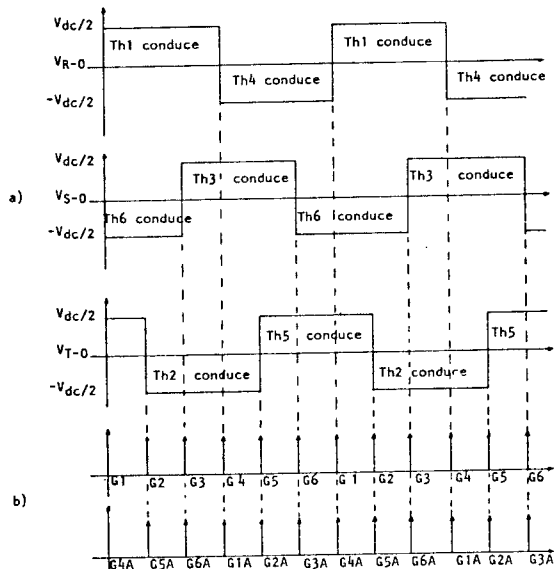 Vdc/2
Th1 conduce
Th1 conduce
VR-0
Th4 conduce
Th4 conduce
-Vdc/2
Vdc/2
Th3 conduce
Th3 conduce
a)
VS-0
Th6 conduce
Th6 conduce
-Vdc/2
Vdc/2
Th5 conduce
Th5
VT-0
Th2 conduce
Th2 conduce
-Vdc/2
G1 G2 G3 G4 G5 G6 G1 G2 G3 G4 G5 G6
b)
G4A G5A G6A G1A G2A G3A G4A G5A G6A G1A G2A G3A